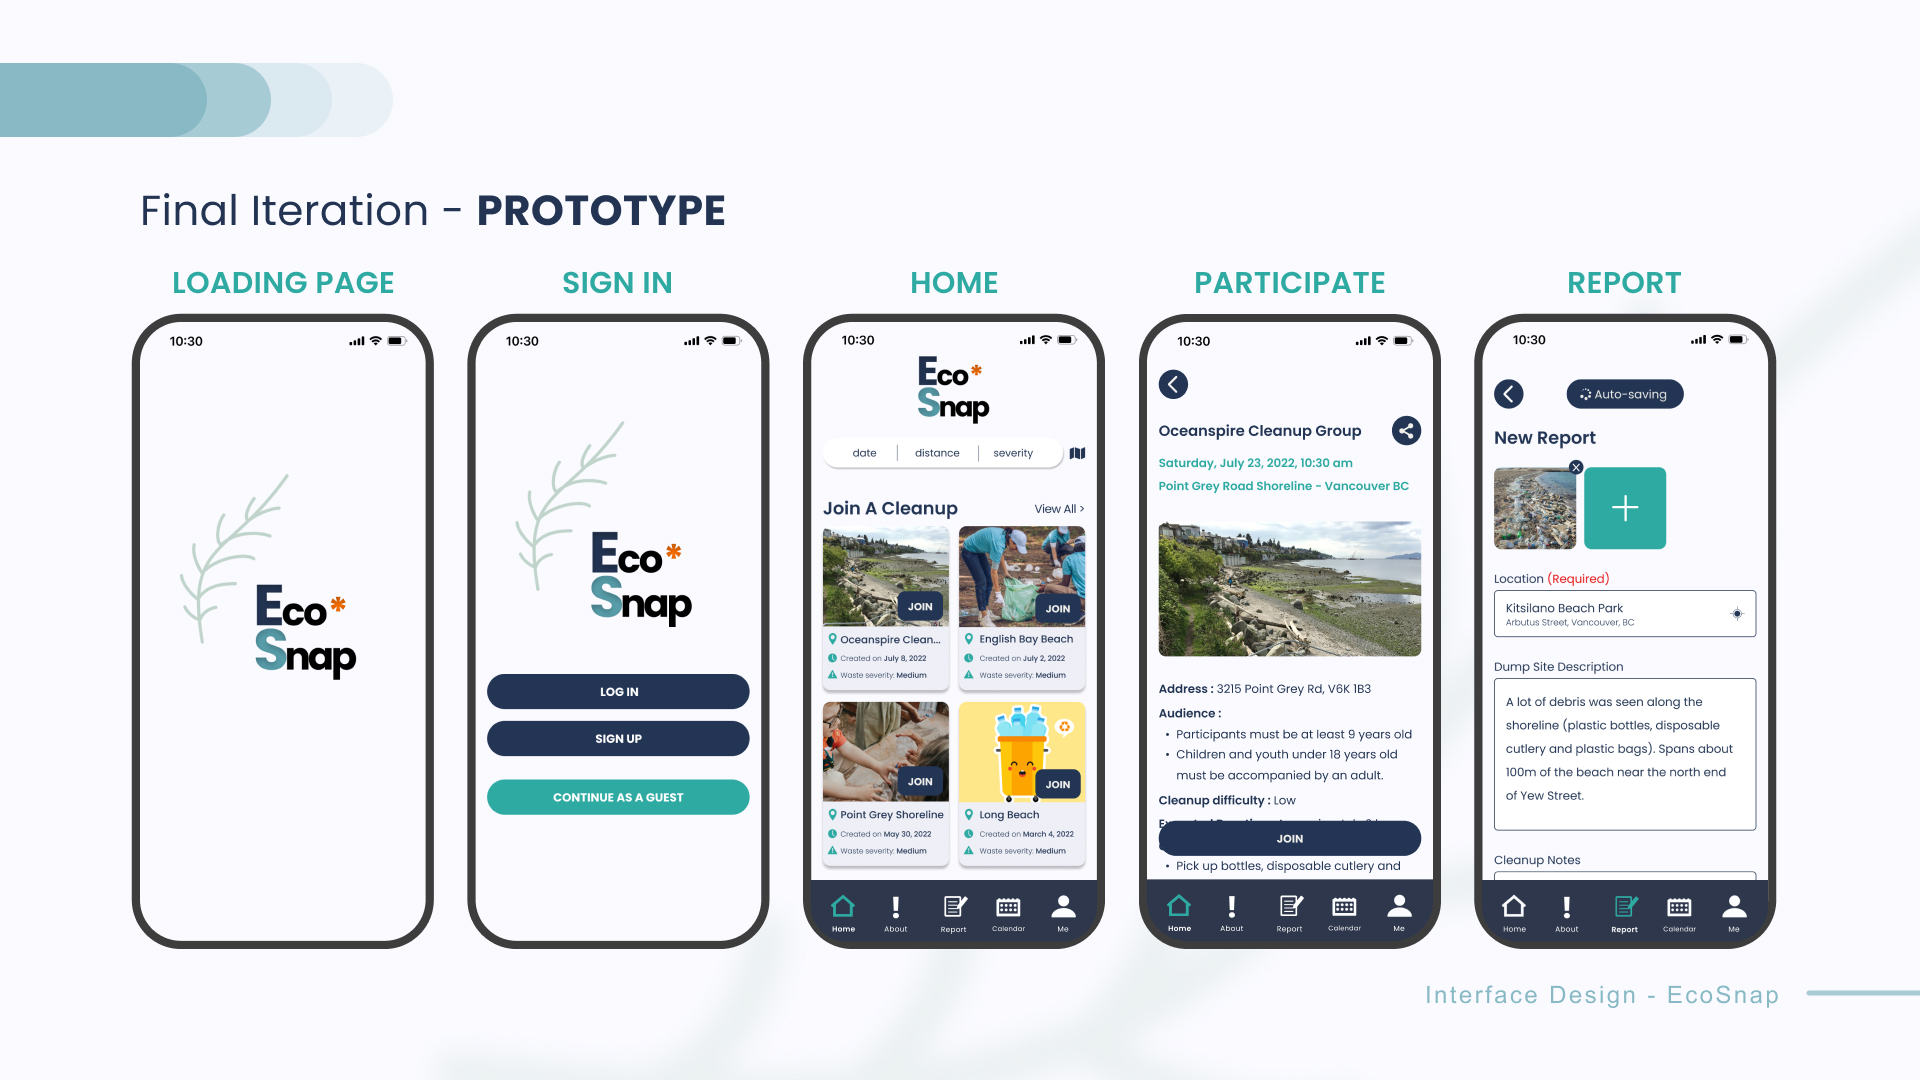 Final Iteration - PROTOTYPE
LOADING PAGE
10:30
Eco*
Snap
SIGN IN
10:30
Eco*
Snap
LOG IN
SIGN UP
CONTINUE AS A GUEST
HOME
10:30
Eco*
Snap
date
distance
severity
Join A Cleanup
View All >
JOIN
Oceanspire Clean...
Created on July 8, 2022
Waste severity: Medium
JOIN
English Bay Beach
Created on July 2, 2022
Waste severity: Medium
JOIN
Point Grey Shoreline
Created on May 30, 2022
Waste severity: Medium
JOIN
Long Beach
Created on March 4, 2022
Waste severity: Medium
Home
About
Report
Calendar
Me
PARTICIPATE
10:30
Oceanspire Cleanup Group
Saturday, July 23, 2022, 10:30 am
Point Grey Road Shoreline - Vancouver BC
Address : 3215 Point Grey Rd, V6K 1B3
Audience :
• Participants must be at least 9 years old
• Children and youth under 18 years old
must be accompanied by an adult.
Cleanup difficulty : Low
JOIN
• Pick up bottles, disposable cutlery and
Home
About
Report
Calendar
Me
REPORT
10:30
Auto-saving
New Report
Location (Required)
Kitsilano Beach Park
Arbutus Street, Vancouver, BC
Dump Site Description
A lot of debris was seen along the
shoreline (plastic bottles, disposable
cutlery and plastic bags). Spans about
100m of the beach near the north end
of Yew Street.
Cleanup Notes
Home
About
Report
Calendar
Me
Interface Design - EcoSnap